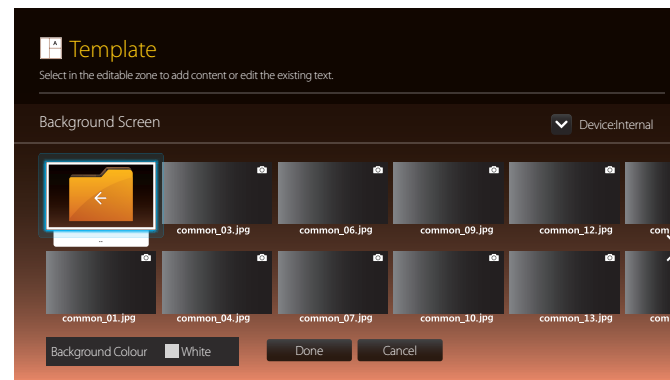 A
Template
Select in the editable zone to add content or edit the existing text.
Background Screen
Device:Internal
..
common_03.jpg
common_06.jpg
common_09.jpg
common_12.jpg
com
common_01.jpg
common_04.jpg
common_07.jpg
common_10.jpg
common_13.jpg
com
Background Colour
White
Done
Cancel